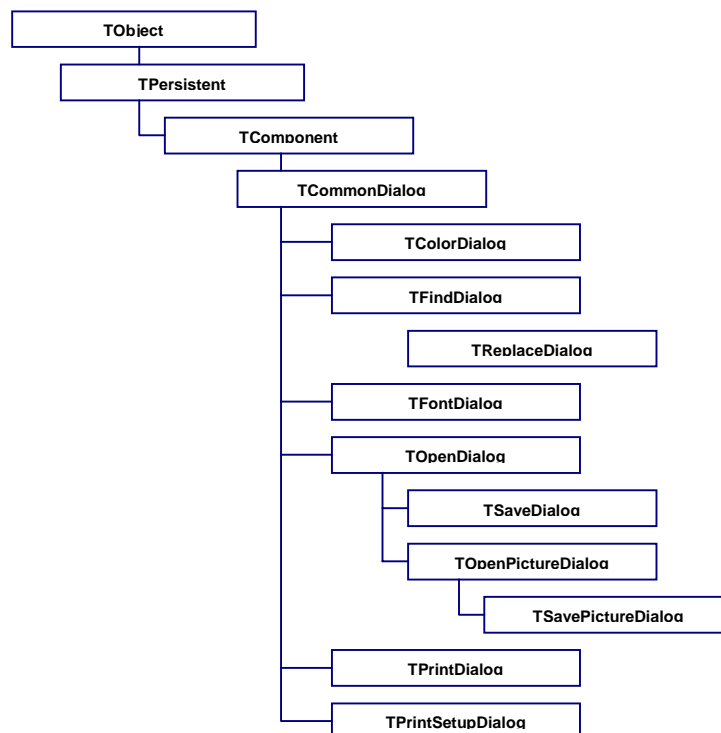 TObject
TPersistent
TComponent
TCommonDialog
TColorDialog
TFindDialog
TReplaceDialog
TFontDialog
TOpenDialog
TSaveDialog
TOpenPictureDialog
TSavePictureDialog
TPrintDialog
TPrintSetupDialog